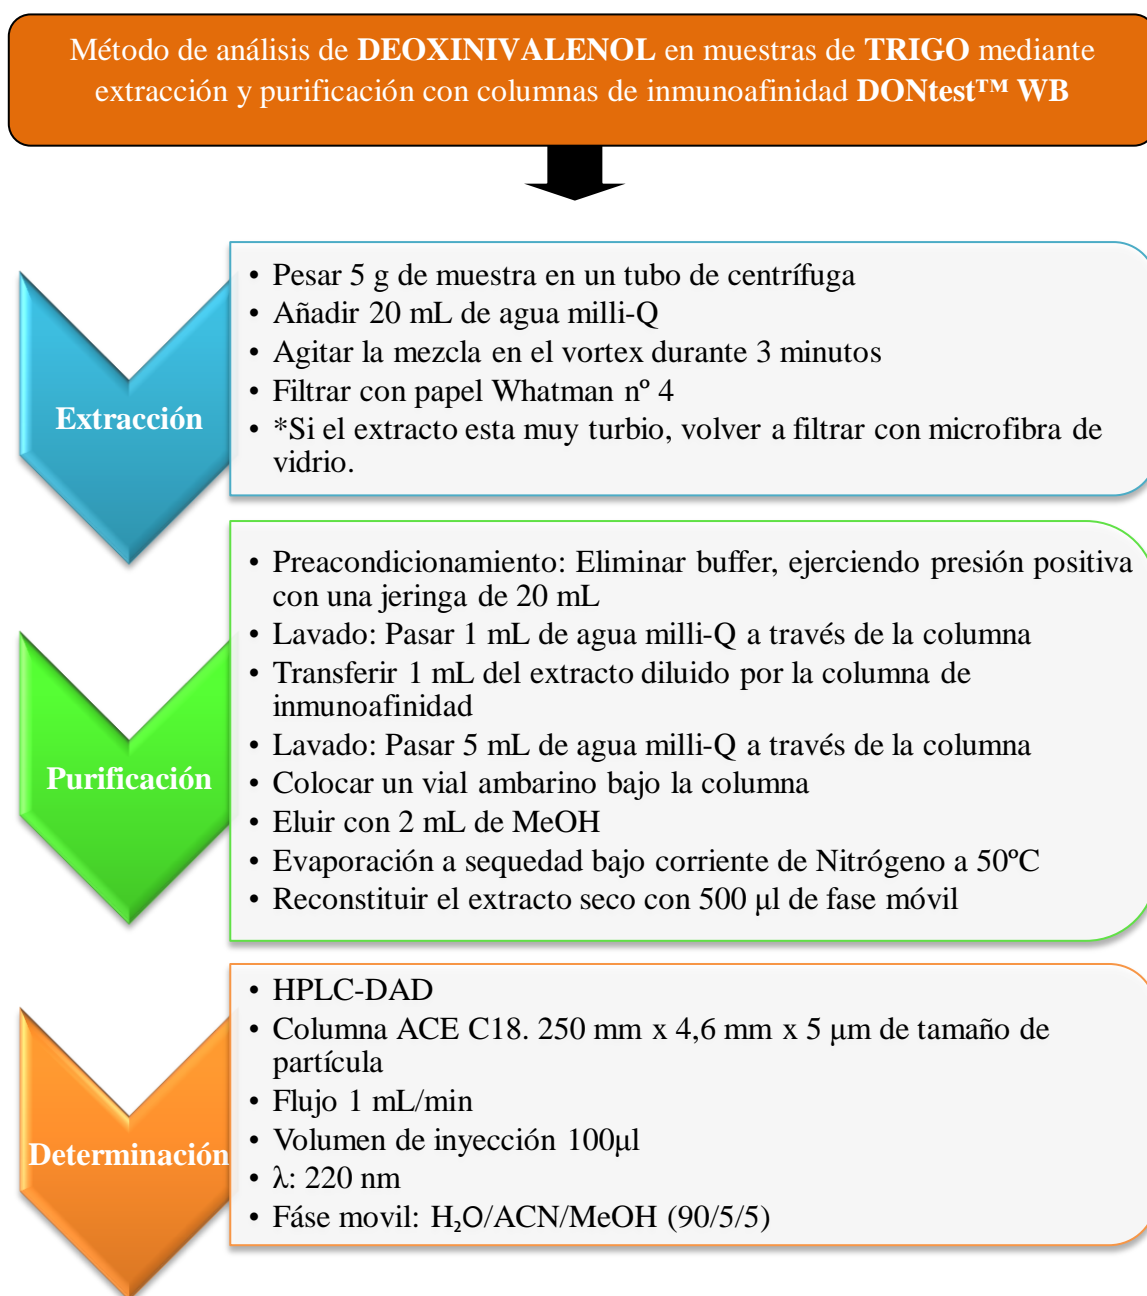 Método de análisis de DEOXINIVALENOL en muestras de TRIGO mediante
extracción y purificación con columnas de inmunoafinidad DONtest™ WB
Extracción
• Pesar 5 g de muestra en un tubo de centrífuga
• Añadir 20 mL de agua milli-Q
• Agitar la mezcla en el vortex durante 3 minutos
• Filtrar con papel Whatman nº 4
• *Si el extracto esta muy turbio, volver a filtrar con microfibra de
vidrio.
Purificación
• Preacondicionamiento: Eliminar buffer, ejerciendo presión positiva
con una jeringa de 20 mL
• Lavado: Pasar 1 mL de agua milli-Q a través de la columna
• Transferir 1 mL del extracto diluido por la columna de
inmunoafinidad
• Lavado: Pasar 5 mL de agua milli-Q a través de la columna
• Colocar un vial ambarino bajo la columna
• Eluir con 2 mL de MeOH
• Evaporación a sequedad bajo corriente de Nitrógeno a 50ºC
• Reconstituir el extracto seco con 500 µl de fase móvil
Determinación
• HPLC-DAD
• Columna ACE C18. 250 mm x 4,6 mm x 5 µm de tamaño de
partícula
• Flujo 1 mL/min
• Volumen de inyección 100µl
• λ: 220 nm
• Fáse movil: H₂O/ACN/MeOH (90/5/5)